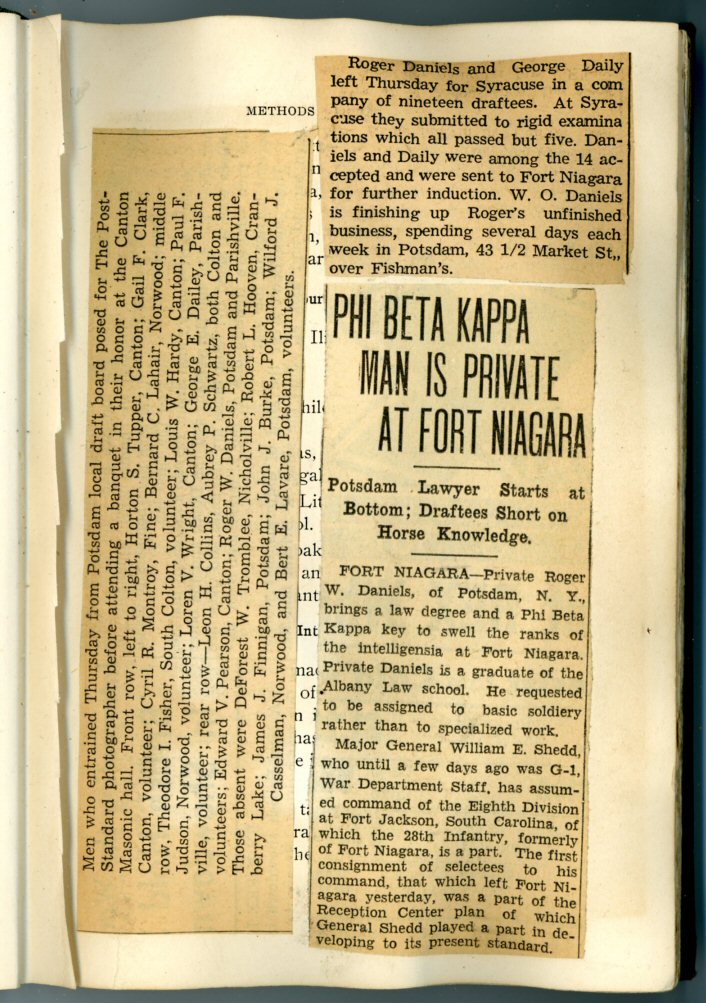 METHODS
Men who entrained Thursday from Potsdam local draft board posed for The Post-
Standard photographer before attending a banquet in their honor at the Canton
Masonic hall. Front row, left to right, Horton S. Tupper, Canton; Gail F. Clark,
Canton, volunteer; Cyril R. Montroy, Fine; Bernard C. Lahair, Norwood; middle
row, Theodore I. Fisher, South Colton, volunteer; Louis W. Hardy, Canton; Paul F.
Judson, Norwood, volunteer; Loren V. Wright, Canton; George E. Dailey, Parish-
ville, volunteer; rear row—Leon H. Collins, Aubrey P. Schwartz, both Colton and
volunteers; Edward V. Pearson, Canton; Roger W. Daniels, Potsdam and Parishville.
Those absent were DeForest W. Tromblee, Nicholville; Robert L. Hooven, Cran-
berry Lake; James J. Finnigan, Potsdam; John J. Burke, Potsdam; Wilford J.
Casselman, Norwood, and Bert E. Lavare, Potsdam, volunteers.
Roger Daniels and George Daily
left Thursday for Syracuse in a com
pany of nineteen draftees. At Syra-
cuse they submitted to rigid examina
tions which all passed but five. Dan-
iels and Daily were among the 14 ac-
cepted and were sent to Fort Niagara
for further induction. W. O. Daniels
is finishing up Roger's unfinished
business, spending several days each
week in Potsdam, 43 1/2 Market St,,
over Fishman's.
PHI BETA KAPPA
MAN IS PRIVATE
AT FORT NIAGARA
Potsdam Lawyer Starts at
Bottom; Draftees Short on
Horse Knowledge.
FORT NIAGARA—Private Roger
W. Daniels, of Potsdam, N. Y.,
brings a law degree and a Phi Beta
Kappa key to swell the ranks of
the intelligensia at Fort Niagara.
Private Daniels is a graduate of the
Albany Law school. He requested
to be assigned to basic soldiery
rather than to specialized work.
Major General William E. Shedd,
who until a few days ago was G-1,
War Department Staff, has assum-
ed command of the Eighth Division
at Fort Jackson, South Carolina, of
which the 28th Infantry, formerly
of Fort Niagara, is a part. The first
consignment of selectees to his
command, that which left Fort Ni-
agara yesterday, was a part of the
Reception Center plan of which
General Shedd played a part in de-
veloping to its present standard.